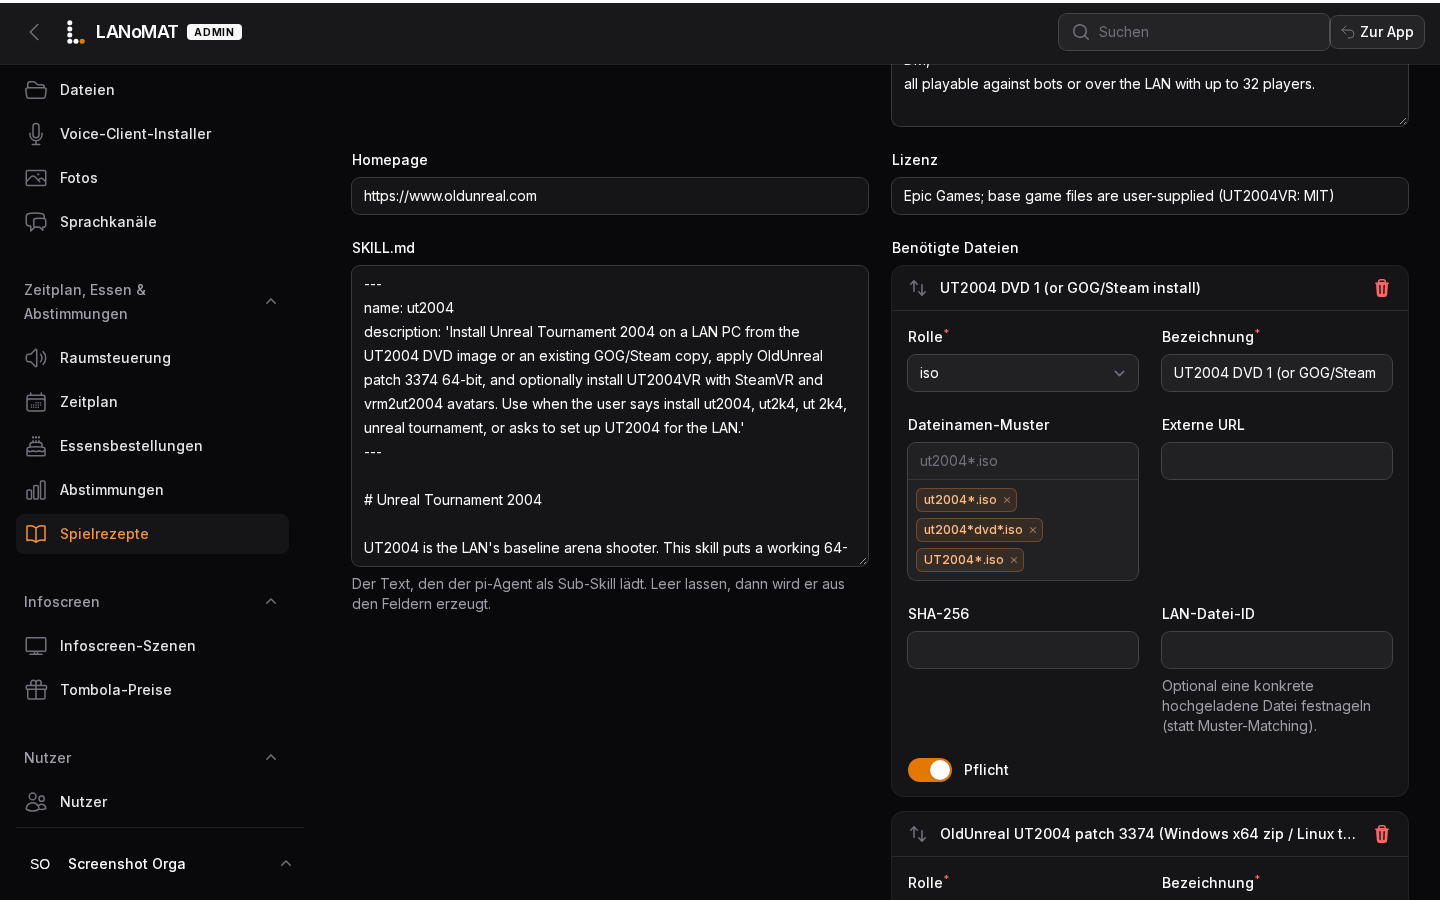 LANoMAT
ADMIN
Suchen
Zur App
Dateien
Voice-Client-Installer
Fotos
Sprachkanäle
Zeitplan, Essen &
Abstimmungen
Raumsteuerung
Zeitplan
Essensbestellungen
Abstimmungen
Spielrezepte
Infoscreen
Infoscreen-Szenen
Tombola-Preise
Nutzer
Nutzer
SO
Screenshot Orga
all playable against bots or over the LAN with up to 32 players.
Homepage
https://www.oldunreal.com
Lizenz
Epic Games; base game files are user-supplied (UT2004VR: MIT)
SKILL.md
---
name: ut2004
description: 'Install Unreal Tournament 2004 on a LAN PC from the
UT2004 DVD image or an existing GOG/Steam copy, apply OldUnreal
patch 3374 64-bit, and optionally install UT2004VR with SteamVR and
vrm2ut2004 avatars. Use when the user says install ut2004, ut2k4, ut 2k4,
unreal tournament, or asks to set up UT2004 for the LAN.'
---
# Unreal Tournament 2004
UT2004 is the LAN's baseline arena shooter. This skill puts a working 64-
Der Text, den der pi-Agent als Sub-Skill lädt. Leer lassen, dann wird er aus
den Feldern erzeugt.
Benötigte Dateien
UT2004 DVD 1 (or GOG/Steam install)
Rolle*
iso
Bezeichnung*
UT2004 DVD 1 (or GOG/Steam
Dateinamen-Muster
ut2004*.iso
ut2004*.iso ×
ut2004*dvd*.iso ×
UT2004*.iso ×
Externe URL
SHA-256
LAN-Datei-ID
Optional eine konkrete
hochgeladene Datei festnageln
(statt Muster-Matching).
Pflicht
OldUnreal UT2004 patch 3374 (Windows x64 zip / Linux t...
Rolle*
Bezeichnung*